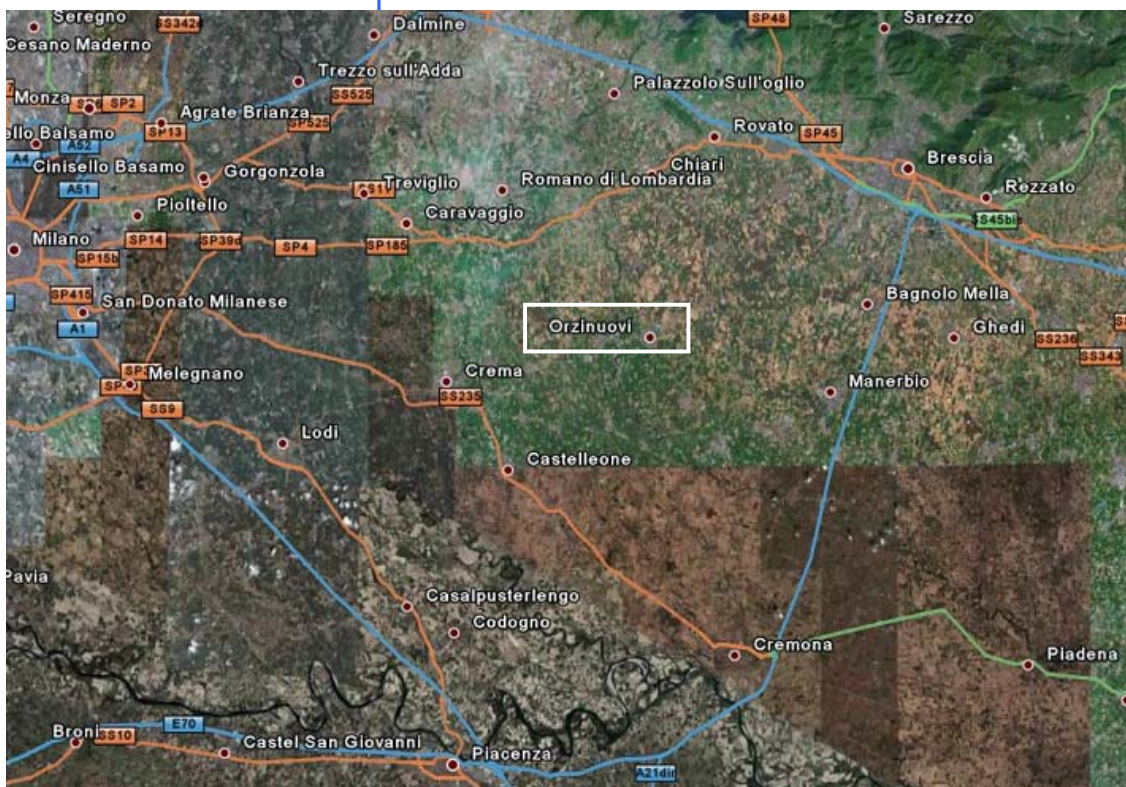 Seregno
SS342d
Dalmine
SP48
Sarezzo
Cesano Maderno
Trezzo sull'Adda
Palazzolo Sull'oglio
Monza
SP2
SS525
Agrate Brianza
SP525
SP13
Rovato
SP45
ello Balsamo
A52
A4
Cinisello Basamo
Gorgonzola
Chiari
Brescia
A51
SS11
Treviglio
Romano di Lombardia
Rezzato
Pioltello
Caravaggio
SS45bis
Milano
SP14
SP39d
SP4
SP185
SP15b
SP415
San Donato Milanese
Bagnolo Mella
A1
Orzinuovi
Ghedi
SS236
SS343
Melegnano
Crema
SS235
Manerbio
SS9
Lodi
Castelleone
Pavia
Casalpusterlengo
Codogno
Cremona
Piadena
Broni
SS10
E70
Castel San Giovanni
Piacenza
A21dir